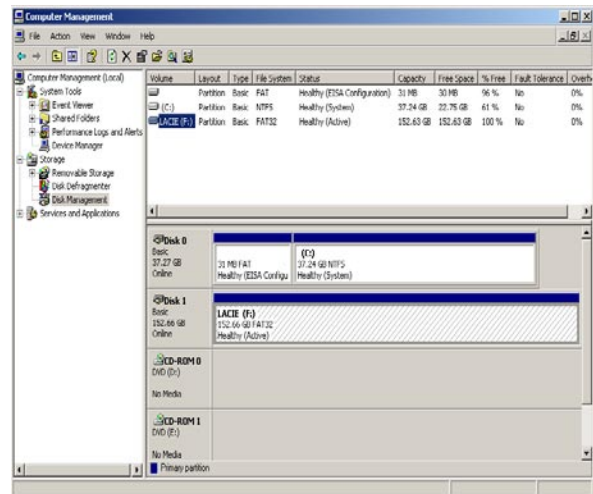 Computer Management
File Action View Window Help
Computer Management (Local)
System Tools
Event Viewer
Shared Folders
Performance Logs and Alerts
Device Manager
Storage
Removable Storage
Disk Defragmenter
Disk Management
Services and Applications
Volume Layout Type File System Status Capacity Free Space % Free Fault Tolerance Overh
Partition Basic FAT Healthy (EISA Configuration) 31 MB 30 MB 96 % No 0%
(C:) Partition Basic NTFS Healthy (System) 37.24 GB 22.75 GB 61 % No 0%
LACIE (F:) Partition Basic FAT32 Healthy (Active) 152.63 GB 152.63 GB 100 % No 0%
Disk 0
Basic
37.27 GB
Online
31 MB FAT
Healthy (EISA Configu
(C:)
37.24 GB NTFS
Healthy (System)
Disk 1
Basic
152.66 GB
Online
LACIE (F:)
152.66 GB FAT32
Healthy (Active)
CD-ROM 0
DVD (D:)
No Media
CD-ROM 1
DVD (E:)
No Media
Primary partition